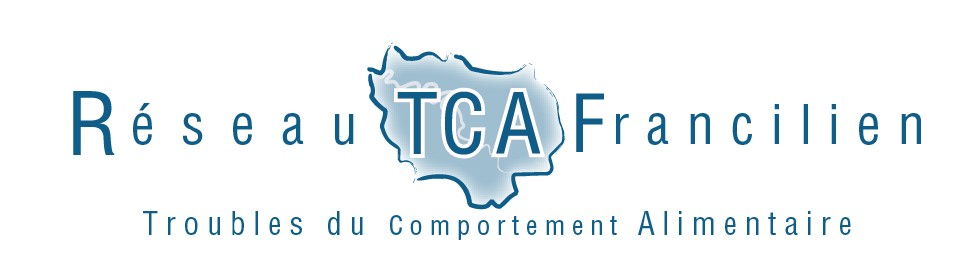 Réseau TCA Francilien
Troubles du Comportement Alimentaire